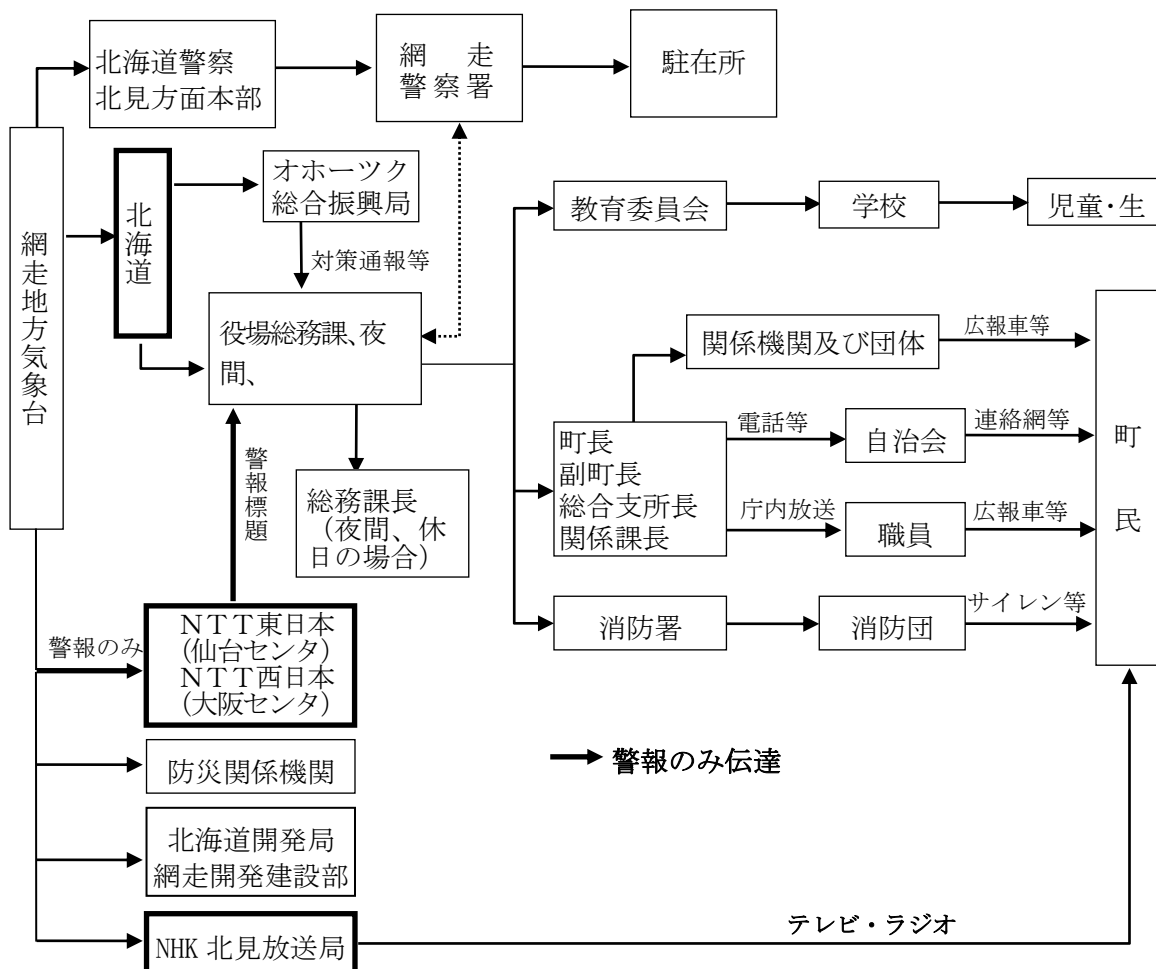 北海道警察
北見方面本部
網　走
警察署
駐在所
網走地方気象台
北海道
オホーツク
総合振興局
対策通報等
役場総務課、夜
間、
警報標題
総務課長
（夜間、休
日の場合）
教育委員会
学校
児童・生
関係機関及び団体
広報車等
町長
副町長
総合支所長
関係課長
電話等
自治会
連絡網等
庁内放送
職員
広報車等
消防署
消防団
サイレン等
町民
警報のみ
ＮＴＴ東日本
(仙台センタ)
ＮＴＴ西日本
(大阪センタ)
警報のみ伝達
防災関係機関
北海道開発局
網走開発建設部
NHK 北見放送局
テレビ・ラジオ